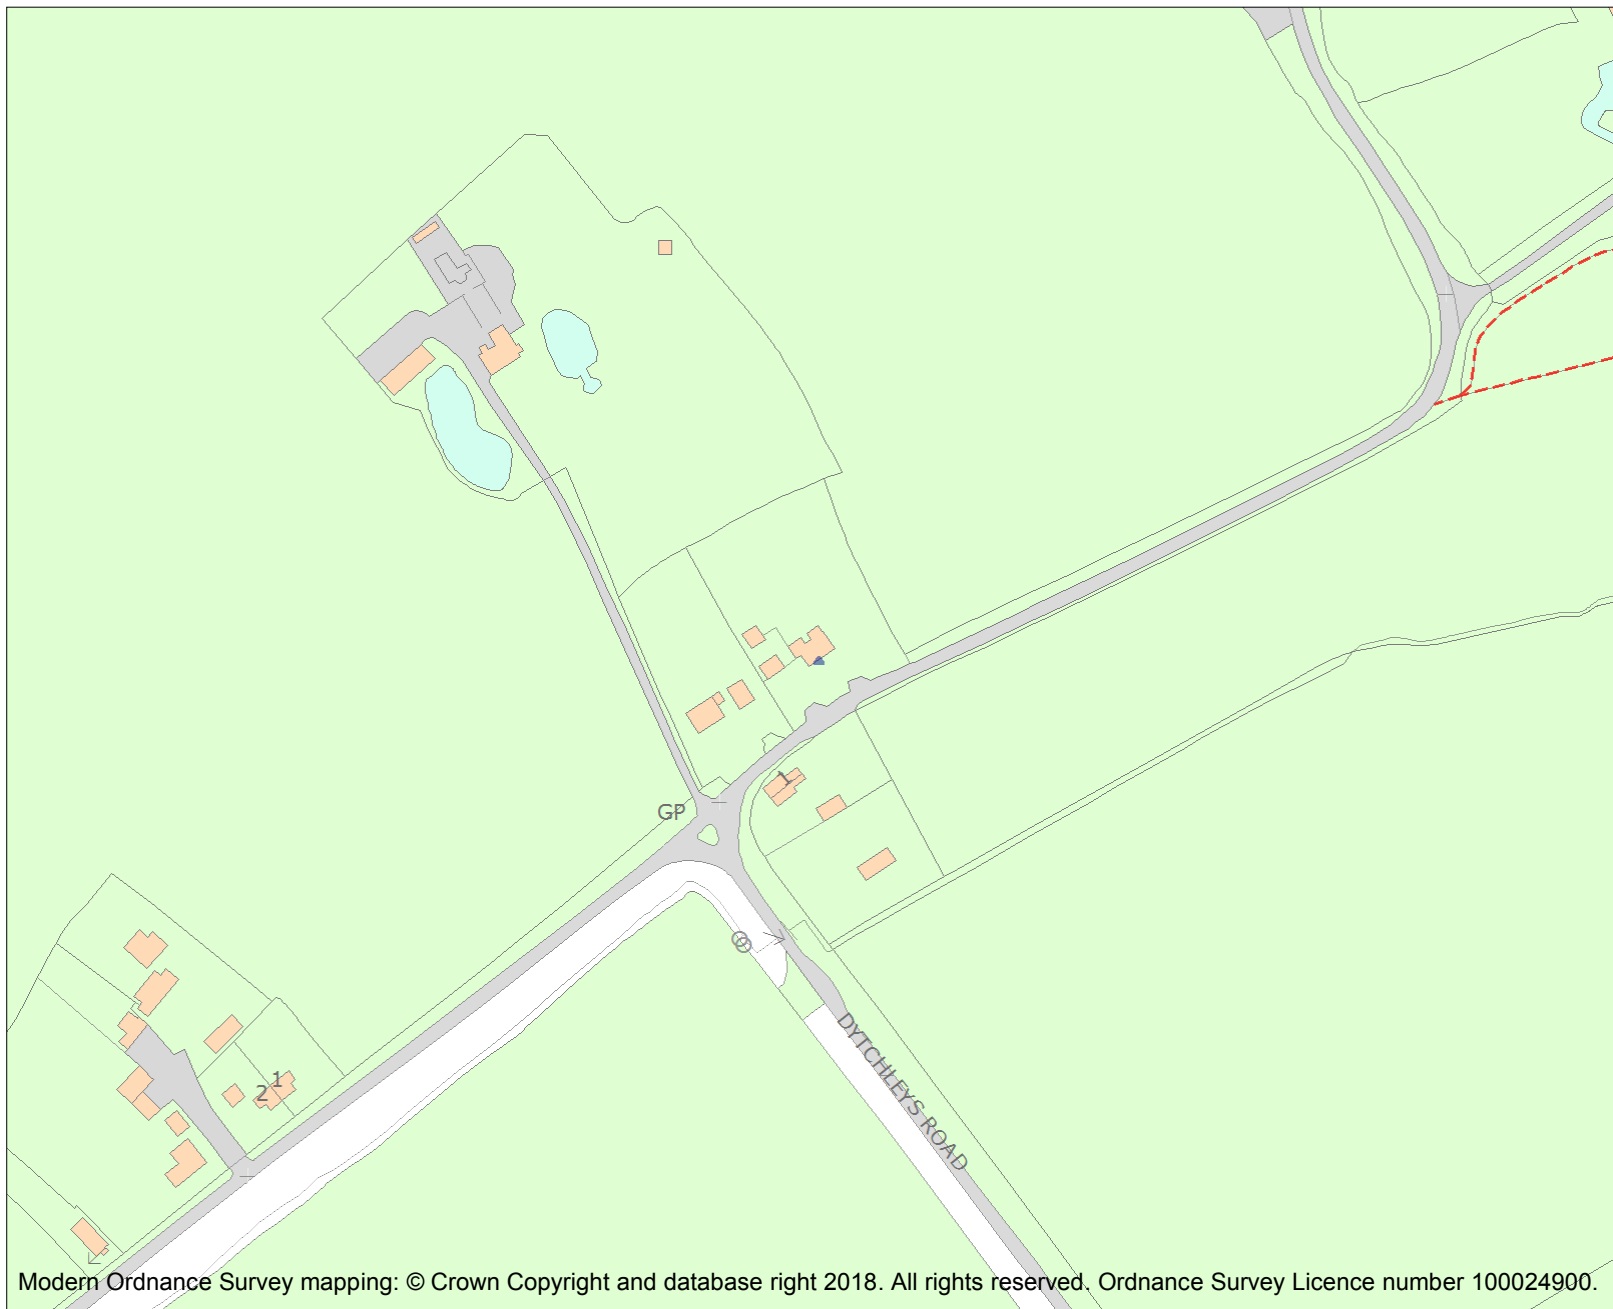 1
GP
DYTCHLEYS ROAD
1
2
Modern Ordnance Survey mapping: © Crown Copyright and database right 2018. All rights reserved. Ordnance Survey Licence number 100024900.